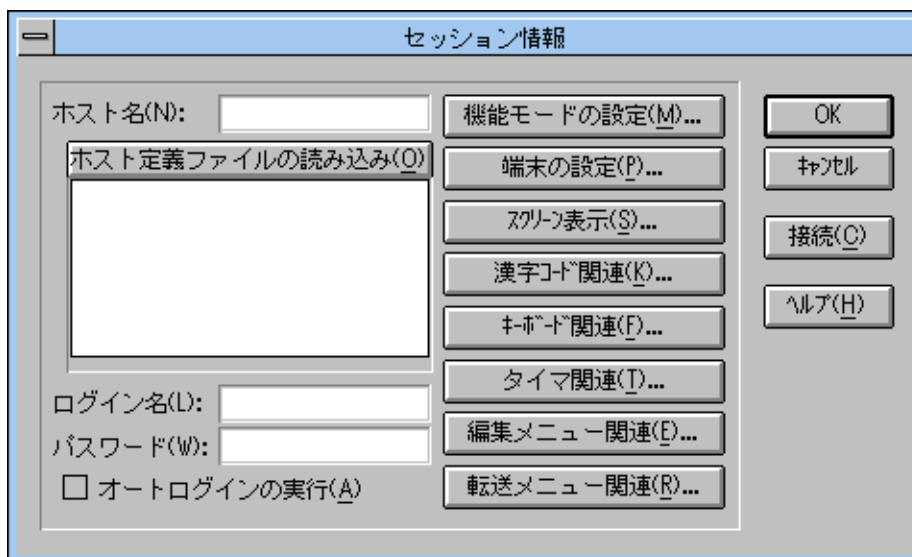 セッション情報
ホスト名(N):
ホスト定義ファイルの読み込み(O)
ログイン名(L):
パスワード(W):
オートログインの実行(A)
機能モードの設定(M)...
端末の設定(P)...
ｽｸﾘｰﾝ表示(S)...
漢字ｺｰﾄﾞ関連(K)...
ｷｰﾎﾞｰﾄﾞ関連(F)...
タイマ関連(T)...
編集メニュー関連(E)...
転送メニュー関連(R)...
OK
ｷｬﾝｾﾙ
接続(C)
ﾍﾙﾌﾟ(H)